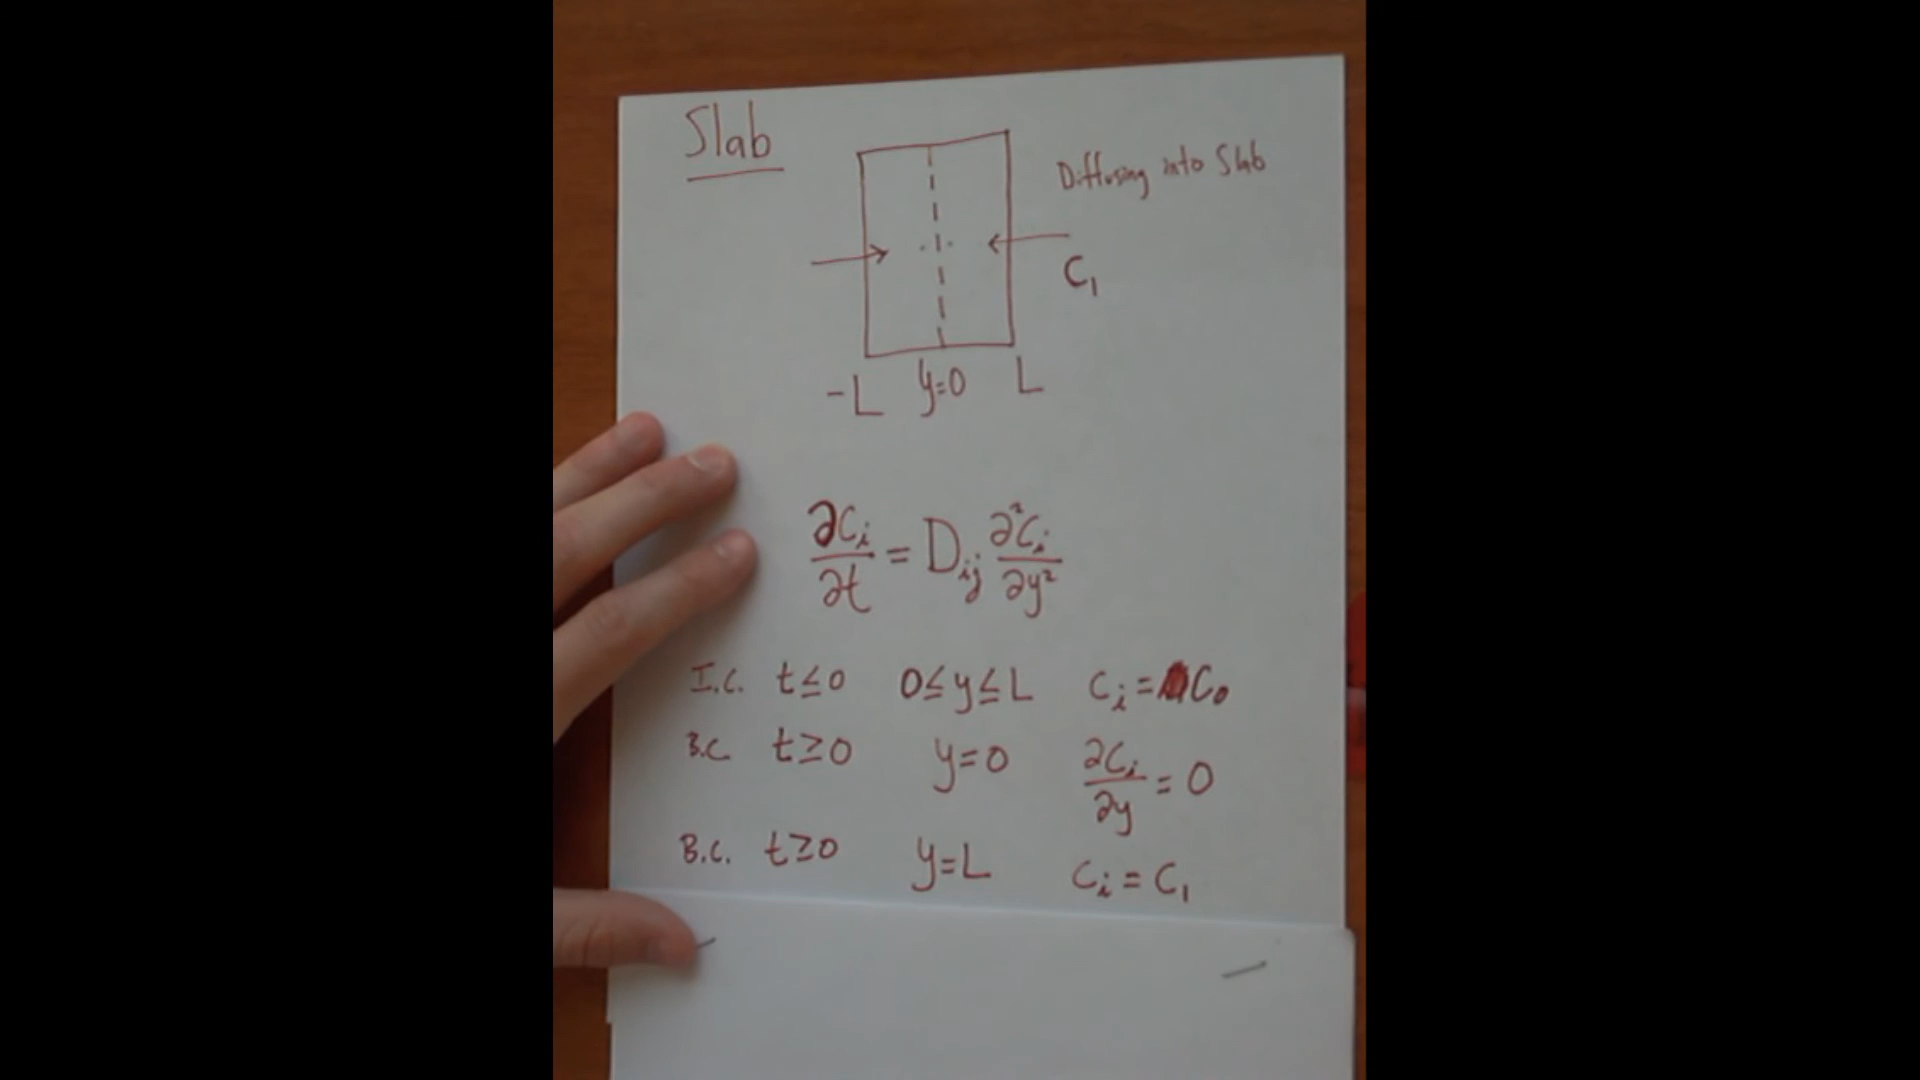 Slab
Diffusing into Slab
C₁
-L y=0 L
∂Cᵢ/∂t = Dᵢⱼ ∂²Cᵢ/∂y²
I.C. t≤0 0≤y≤L Cᵢ = C₀
B.C. t≥0 y=0 ∂Cᵢ/∂y = 0
B.C. t≥0 y=L Cᵢ = C₁